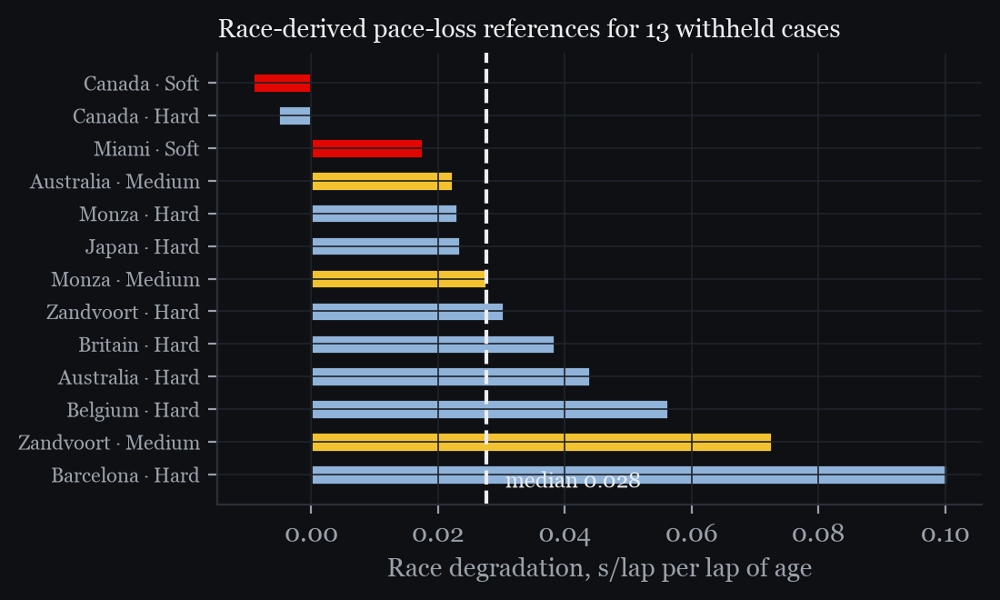 Race-derived pace-loss references for 13 withheld cases
Canada · Soft
Canada · Hard
Miami · Soft
Australia · Medium
Monza · Hard
Japan · Hard
Monza · Medium
Zandvoort · Hard
Britain · Hard
Australia · Hard
Belgium · Hard
Zandvoort · Medium
Barcelona · Hard
median 0.028
0.00 0.02 0.04 0.06 0.08 0.10
Race degradation, s/lap per lap of age